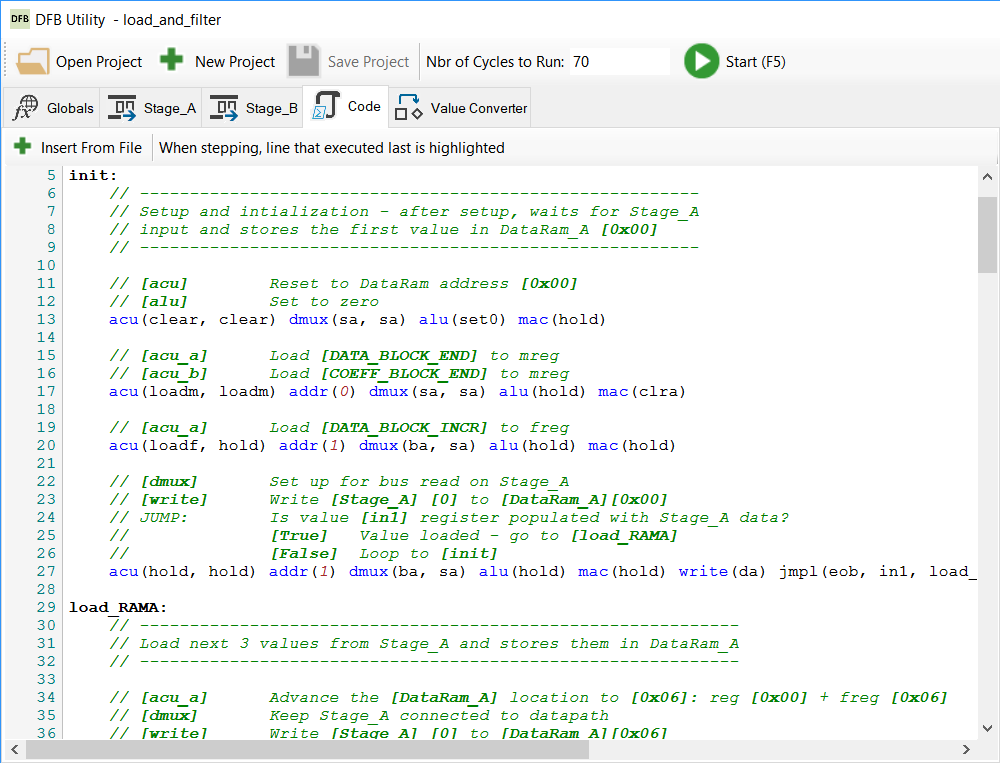 DFB DFB Utility - load_and_filter
Open Project New Project Save Project Nbr of Cycles to Run: 70 Start (F5)
Globals Stage_A Stage_B Code Value Converter
Insert From File When stepping, line that executed last is highlighted
5 init:
6 // --------------------------------------------------------
7 // Setup and intialization - after setup, waits for Stage_A
8 // input and stores the first value in DataRam_A [0x00]
9 // --------------------------------------------------------
10
11 // [acu] Reset to DataRam address [0x00]
12 // [alu] Set to zero
13 acu(clear, clear) dmux(sa, sa) alu(set0) mac(hold)
14
15 // [acu_a] Load [DATA_BLOCK_END] to mreg
16 // [acu_b] Load [COEFF_BLOCK_END] to mreg
17 acu(loadm, loadm) addr(0) dmux(sa, sa) alu(hold) mac(clra)
18
19 // [acu_a] Load [DATA_BLOCK_INCR] to freg
20 acu(loadf, hold) addr(1) dmux(ba, sa) alu(hold) mac(hold)
21
22 // [dmux] Set up for bus read on Stage_A
23 // [write] Write [Stage_A] [0] to [DataRam_A][0x00]
24 // JUMP: Is value [in1] register populated with Stage_A data?
25 // [True] Value loaded - go to [load_RAMA]
26 // [False] Loop to [init]
27 acu(hold, hold) addr(1) dmux(ba, sa) alu(hold) mac(hold) write(da) jmpl(eob, in1, load_
28
29 load_RAMA:
30 // ------------------------------------------------------------
31 // Load next 3 values from Stage_A and stores them in DataRam_A
32 // ------------------------------------------------------------
33
34 // [acu_a] Advance the [DataRam_A] location to [0x06]: reg [0x00] + freg [0x06]
35 // [dmux] Keep Stage_A connected to datapath
36 // [write] Write [Stage_A] [0] to [DataRam_A][0x06]